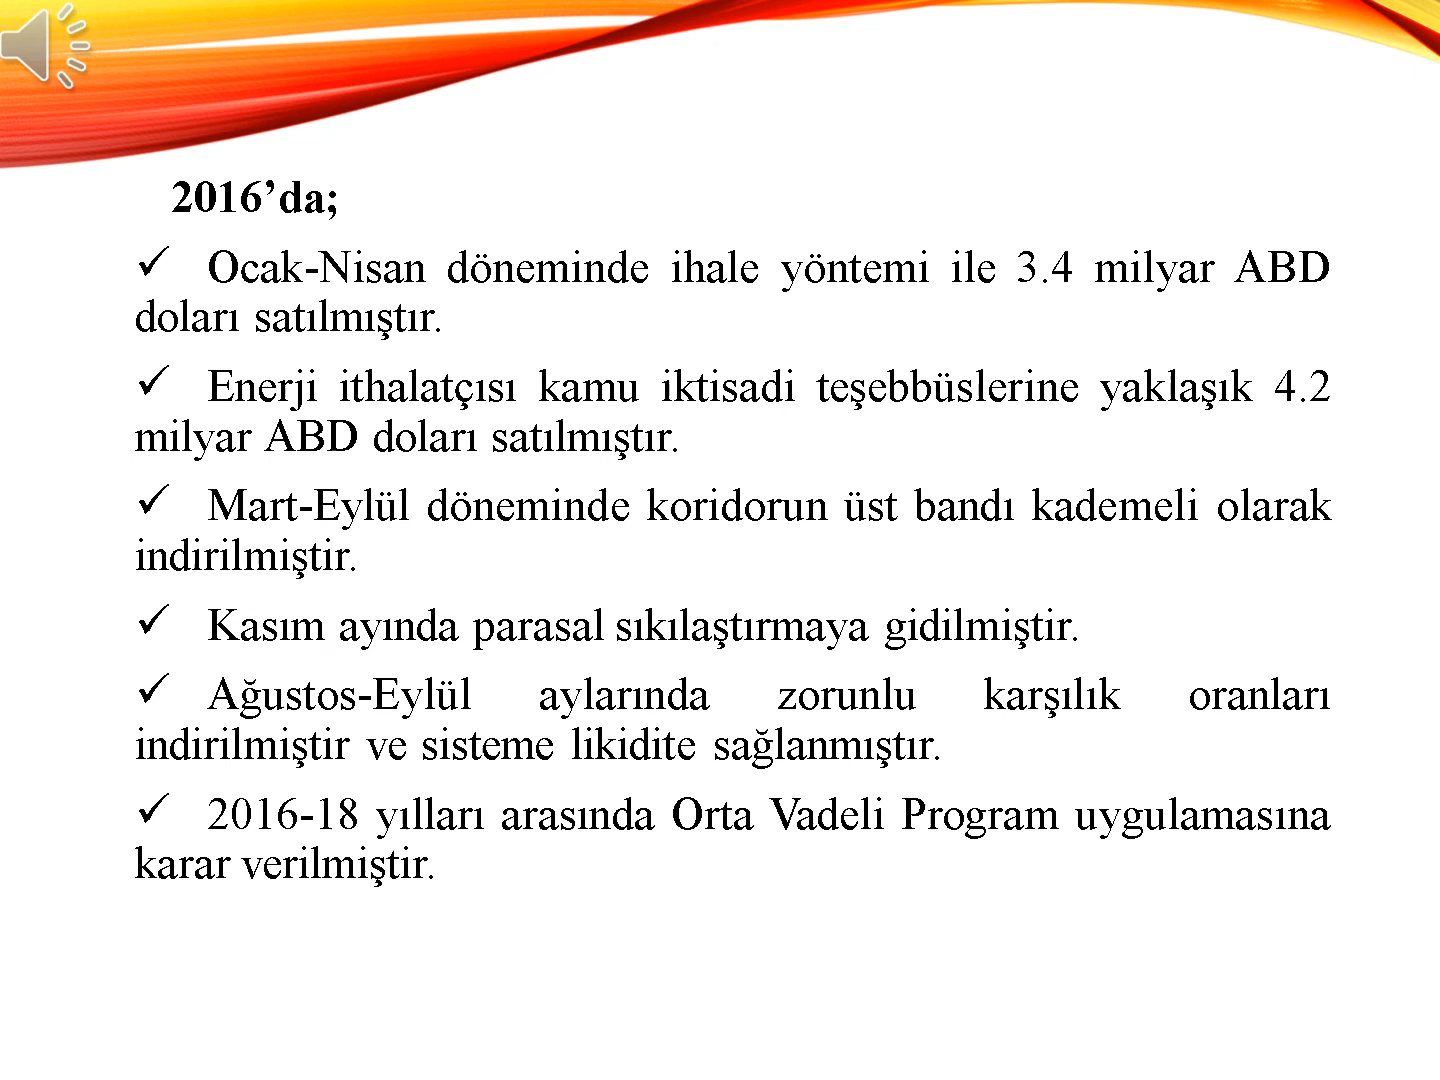 2016’da;
✓ Ocak-Nisan döneminde ihale yöntemi ile 3.4 milyar ABD
doları satılmıştır.
✓ Enerji ithalatçısı kamu iktisadi teşebbüslerine yaklaşık 4.2
milyar ABD doları satılmıştır.
✓ Mart-Eylül döneminde koridorun üst bandı kademeli olarak
indirilmiştir.
✓ Kasım ayında parasal sıkılaştırmaya gidilmiştir.
✓ Ağustos-Eylül aylarında zorunlu karşılık oranları
indirilmiştir ve sisteme likidite sağlanmıştır.
✓ 2016-18 yılları arasında Orta Vadeli Program uygulamasına
karar verilmiştir.